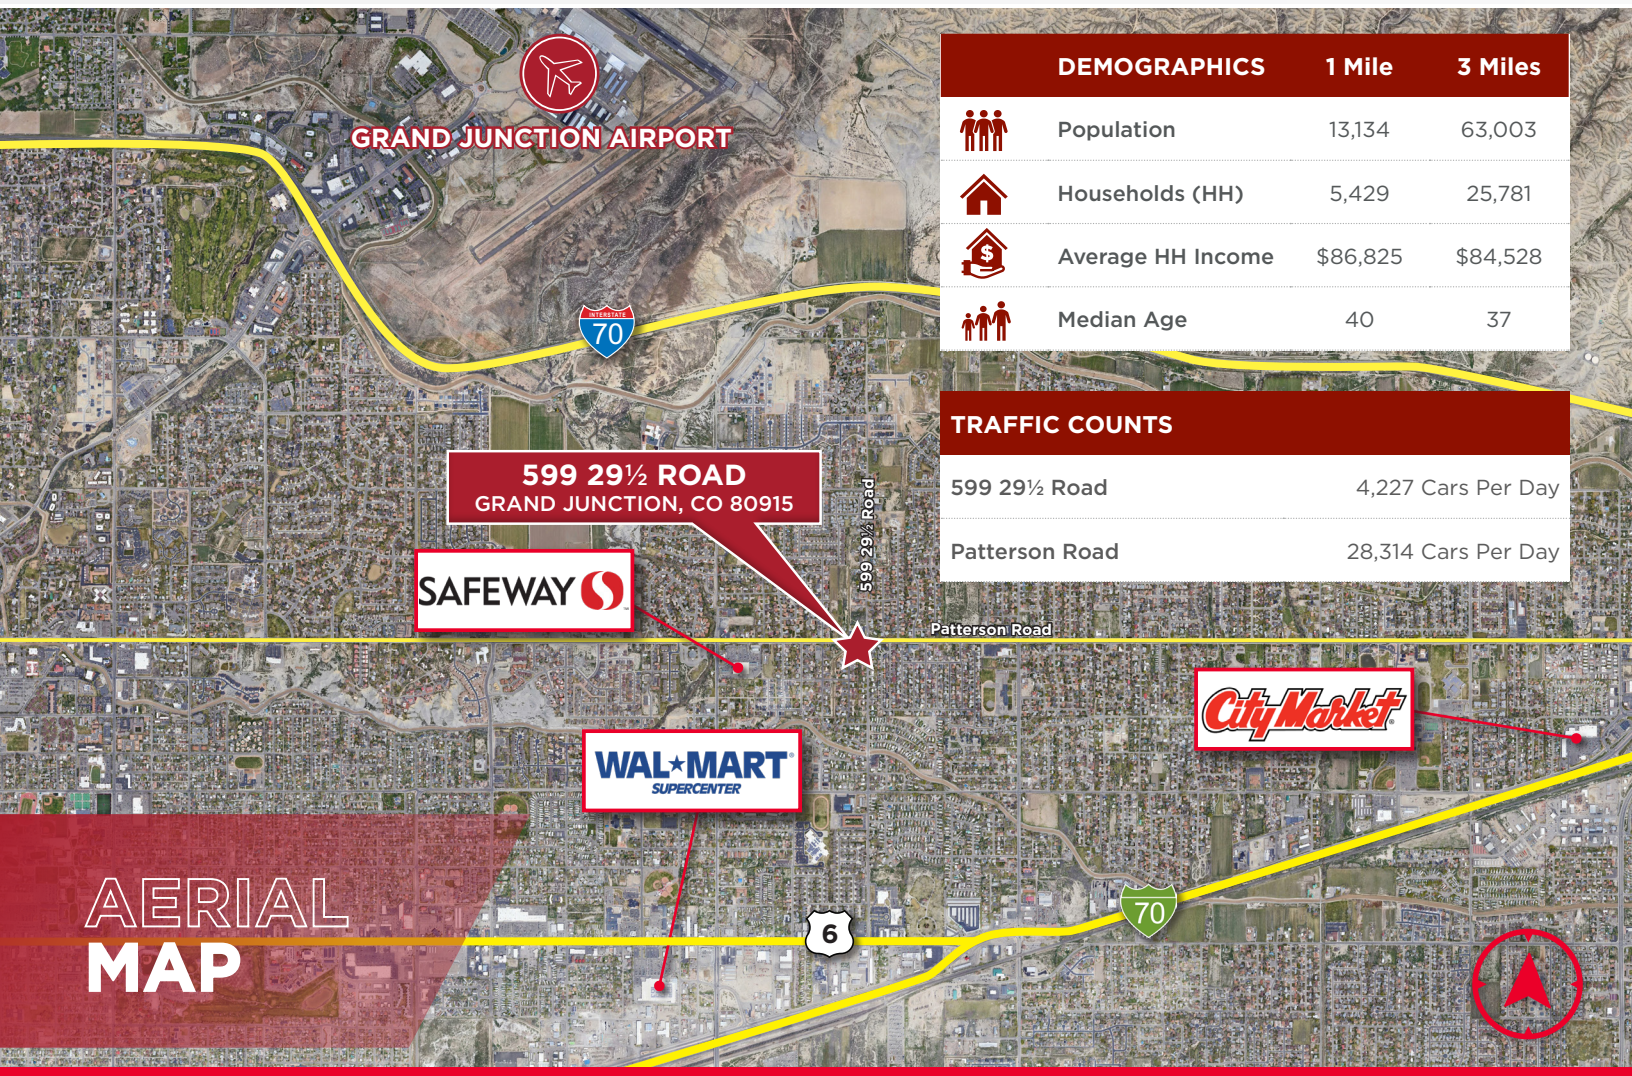 GRAND JUNCTION AIRPORT
DEMOGRAPHICS 1 Mile 3 Miles
Population 13,134 63,003
Households (HH) 5,429 25,781
$
Average HH Income $86,825 $84,528
Median Age 40 37
INTERSTATE
70
TRAFFIC COUNTS
599 29½ Road 4,227 Cars Per Day
Patterson Road 28,314 Cars Per Day
599 29½ ROAD
GRAND JUNCTION, CO 80915
599 29½ Road
SAFEWAY
Patterson Road
City Market
WAL★MART
SUPERCENTER
70
6
AERIAL
MAP